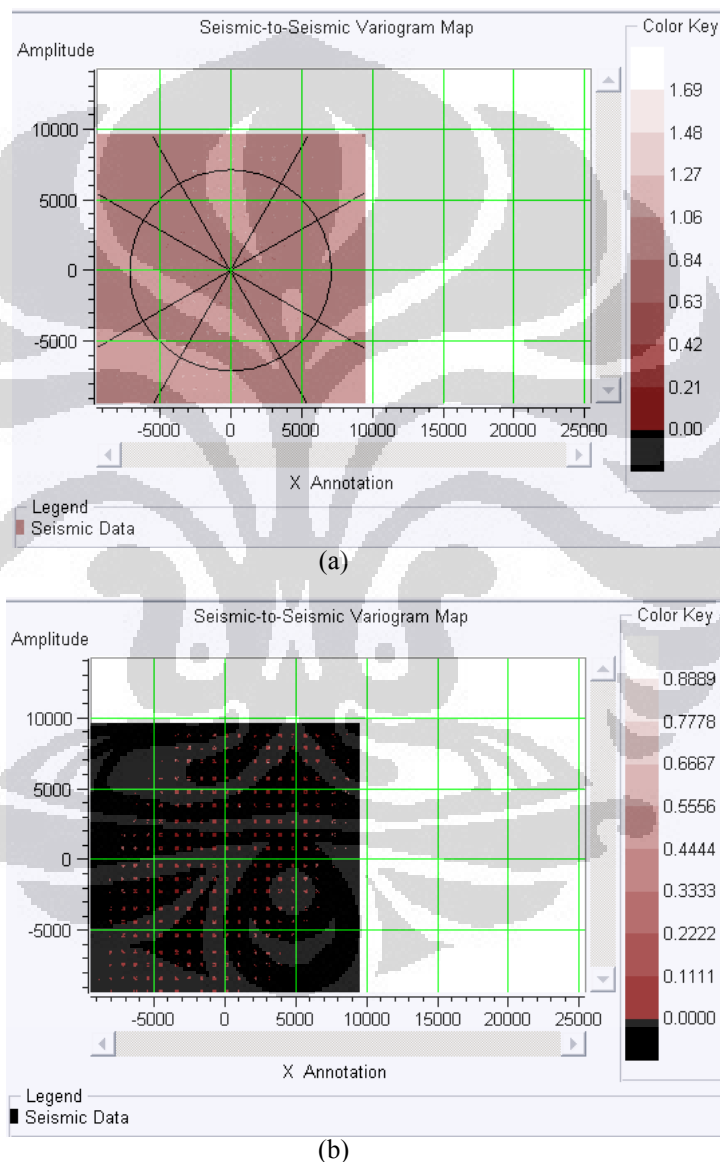 Seismic-to-Seismic Variogram Map
Color Key
Amplitude
10000
5000
0
-5000
1.69
1.48
1.27
1.06
0.84
0.63
0.42
0.21
0.00
-5000 0 5000 10000 15000 20000 25000
X Annotation
Legend
Seismic Data
(a)
Seismic-to-Seismic Variogram Map
Color Key
Amplitude
10000
5000
0
-5000
0.8889
0.7778
0.6667
0.5556
0.4444
0.3333
0.2222
0.1111
0.0000
-5000 0 5000 10000 15000 20000 25000
X Annotation
Legend
Seismic Data
(b)